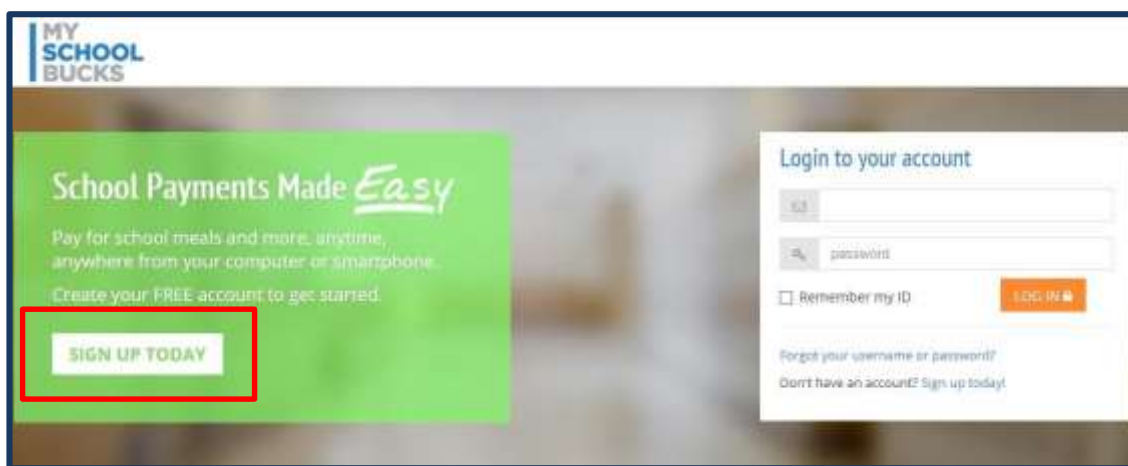 MY
SCHOOL
BUCKS
School Payments Made Easy
Pay for school meals and more, anytime,
anywhere from your computer or smartphone.
Create your FREE account to get started.
SIGN UP TODAY
Login to your account
password
Remember my ID
LOG IN
Forgot your username or password?
Don't have an account? Sign up today!